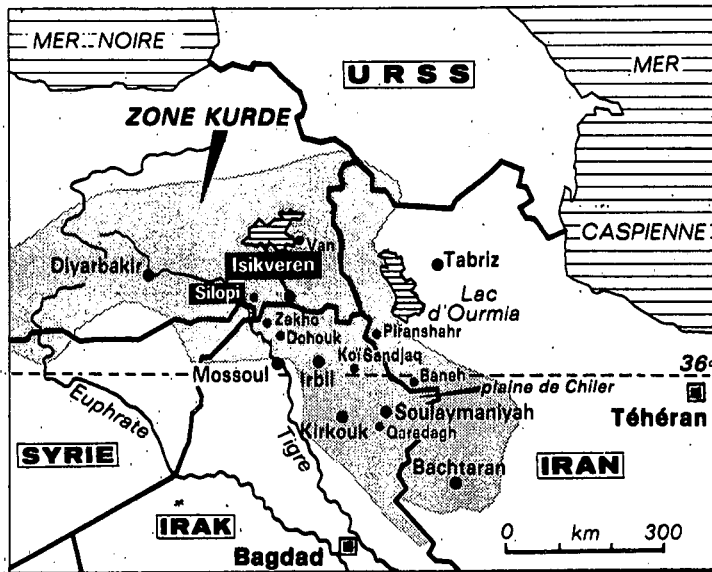 MER NOIRE
URSS
MER
ZONE KURDE
CASPIENNE
Van
Diyarbakir
Isikveren
Tabriz
Silopi
Lac
d'Ourmia
Zakho
Dohouk
Piranshahr
Koï Sandjaq
Mossoul
Irbil
Baneh
36°
plaine de Chiler
Euphrate
Soulaymaniyah
Téhéran
Kirkouk
Qaradagh
Tigre
SYRIE
Bachtaran
IRAN
IRAK
0 km 300
Bagdad